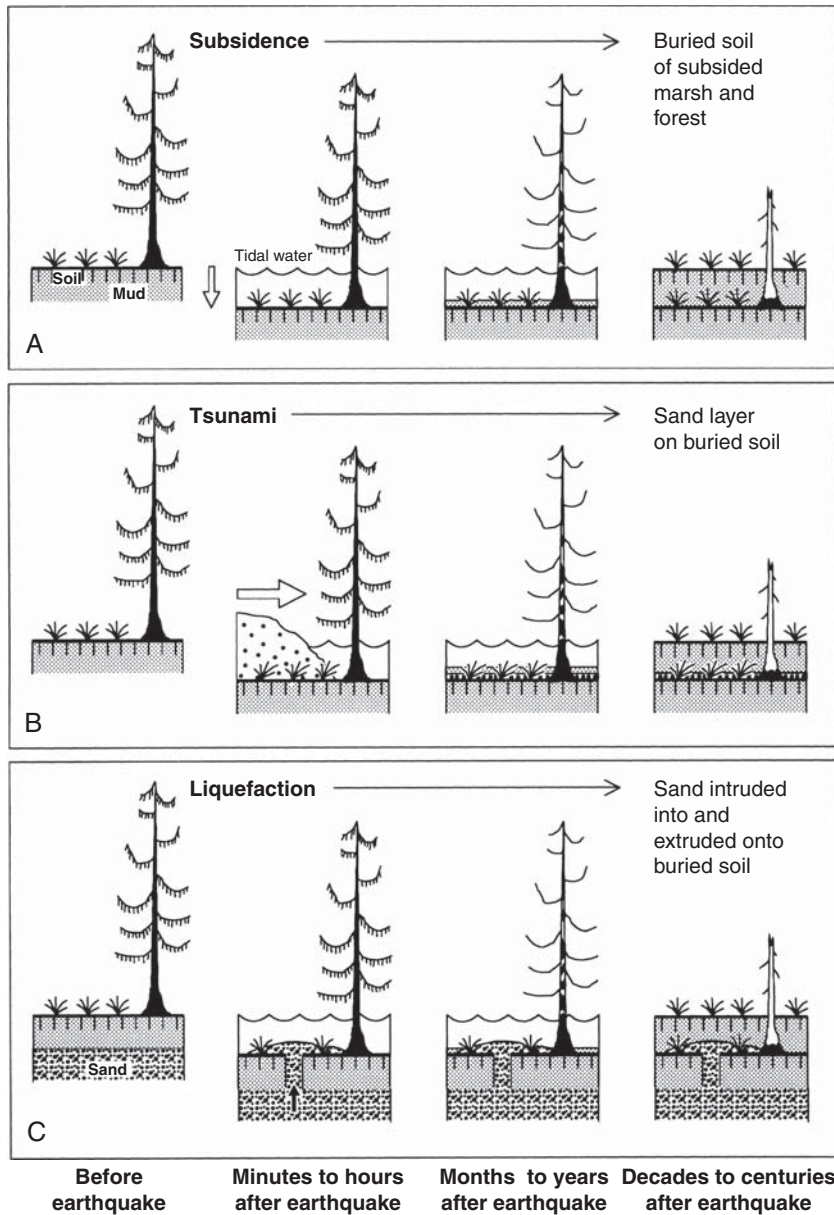 Subsidence
Buried soil
of subsided
marsh and
forest
Tidal water
Soil
Mud
A
Tsunami
Sand layer
on buried soil
B
Liquefaction
Sand intruded
into and
extruded onto
buried soil
Sand
C
Before
earthquake
Minutes to hours
after earthquake
Months to years
after earthquake
Decades to centuries
after earthquake